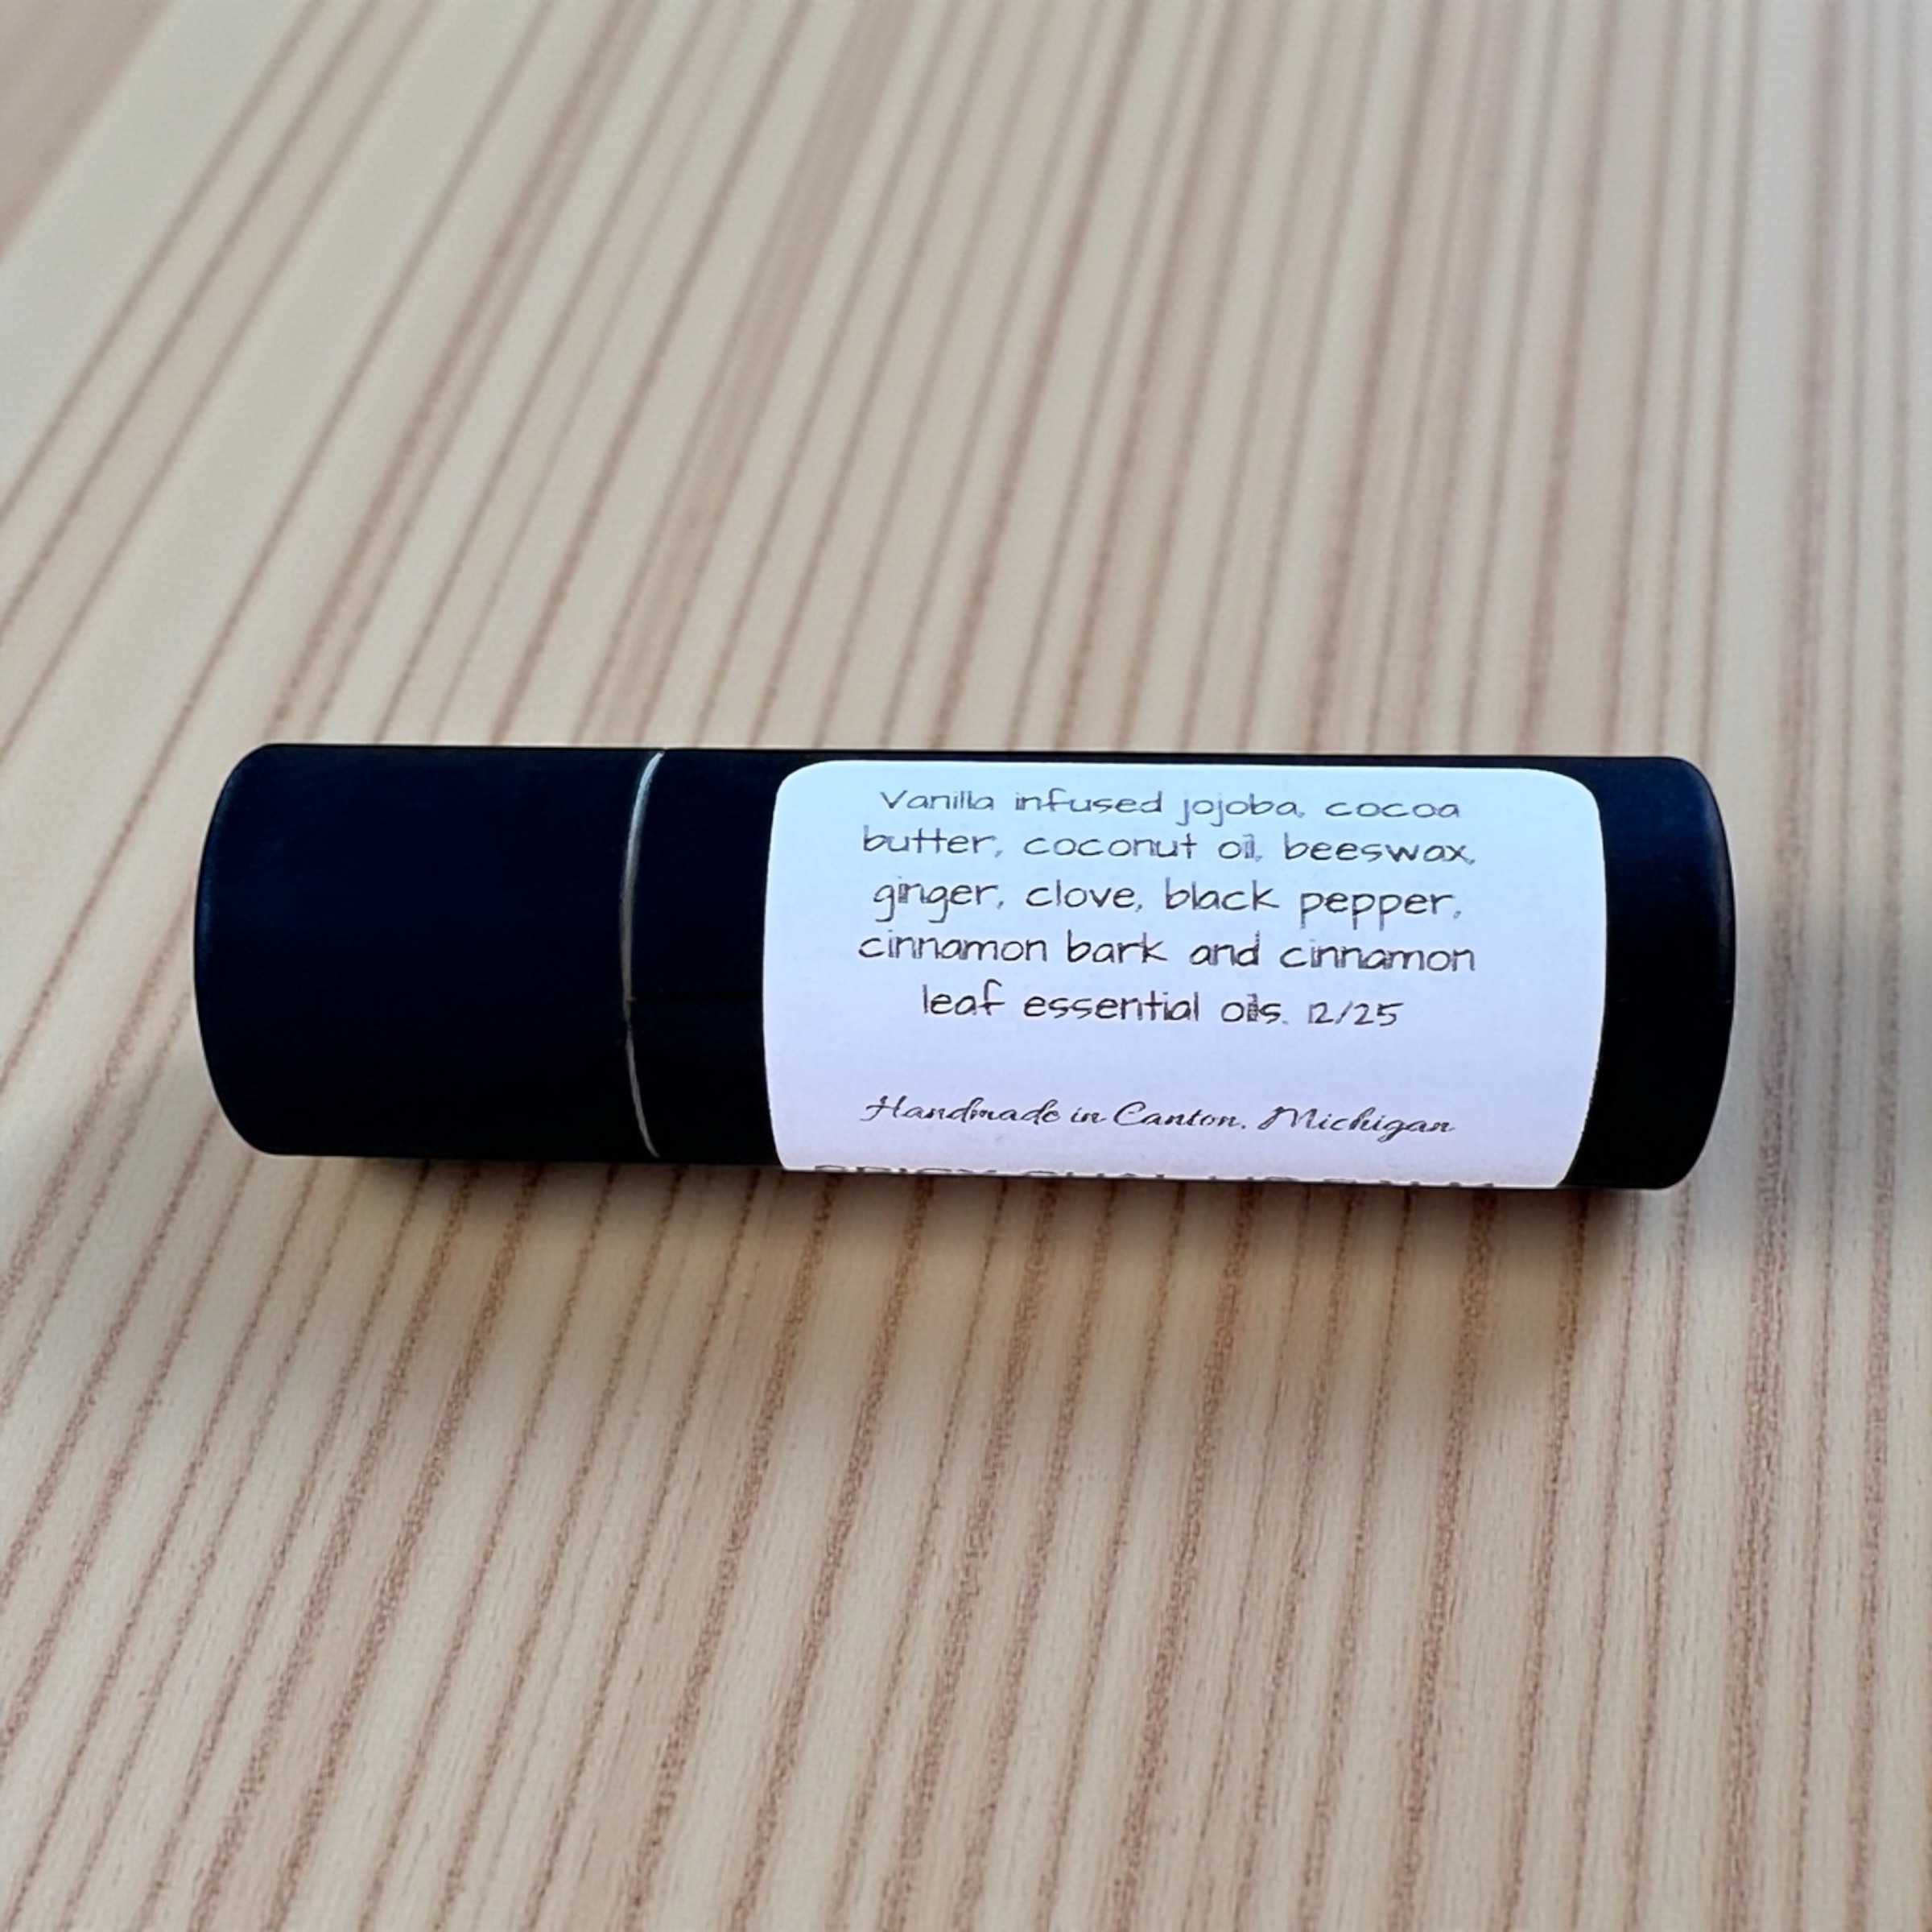 Vanilla infused jojoba, cocoa
butter, coconut oil, beeswax,
ginger, clove, black pepper,
cinnamon bark and cinnamon
leaf essential oils. 12/25
Handmade in Canton, Michigan